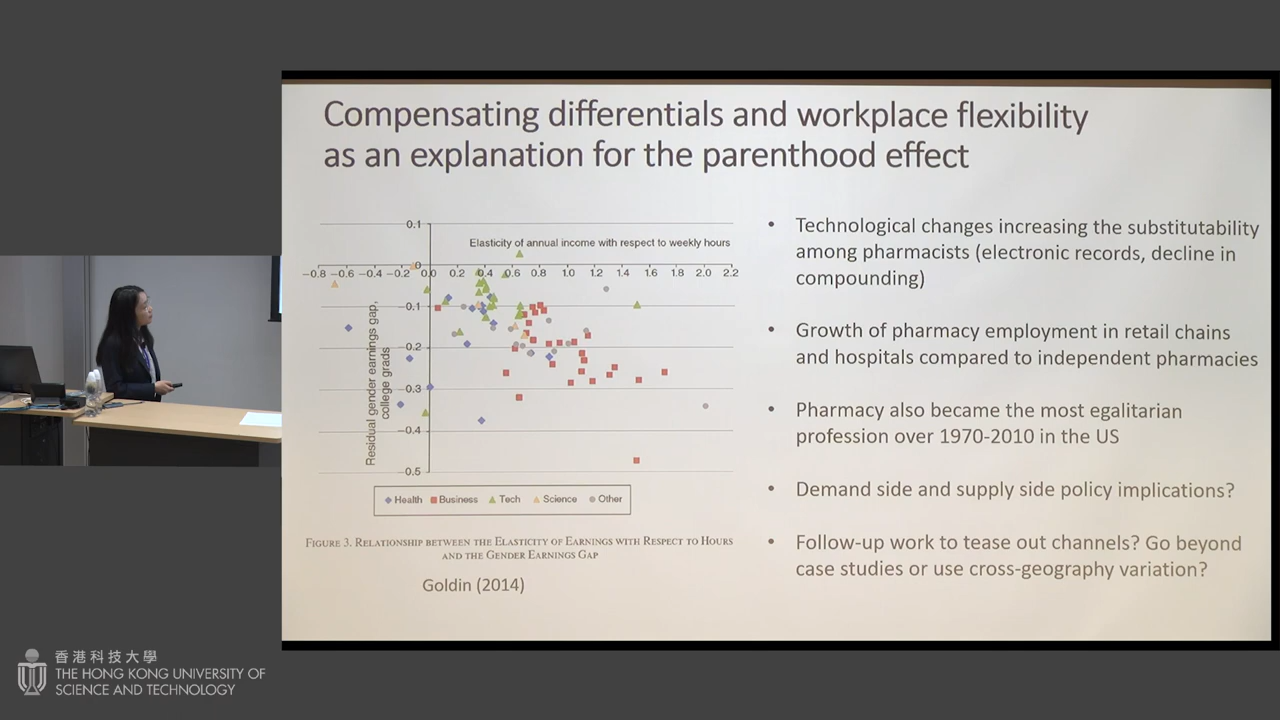 Compensating differentials and workplace flexibility
as an explanation for the parenthood effect
0.1
Elasticity of annual income with respect to weekly hours
0
−0.8 −0.6 −0.4 −0.2 0.0 0.2 0.4 0.6 0.8 1.0 1.2 1.4 1.6 1.8 2.0 2.2
−0.1
−0.2
−0.3
−0.4
−0.5
Residual gender earnings gap,
college grads
Health Business Tech Science Other
Figure 3. Relationship between the Elasticity of Earnings with Respect to Hours
and the Gender Earnings Gap
Goldin (2014)
• Technological changes increasing the substitutability
among pharmacists (electronic records, decline in
compounding)
• Growth of pharmacy employment in retail chains
and hospitals compared to independent pharmacies
• Pharmacy also became the most egalitarian
profession over 1970-2010 in the US
• Demand side and supply side policy implications?
• Follow-up work to tease out channels? Go beyond
case studies or use cross-geography variation?
香港科技大學
THE HONG KONG UNIVERSITY OF
SCIENCE AND TECHNOLOGY